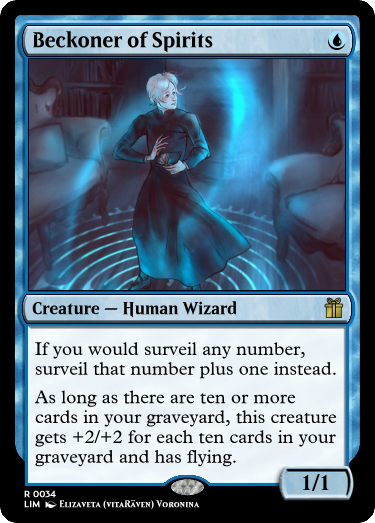 Beckoner of Spirits
Creature — Human Wizard
If you would surveil any number,
surveil that number plus one instead.
As long as there are ten or more
cards in your graveyard, this creature
gets +2/+2 for each ten cards in your
graveyard and has flying.
1/1
R 0034
LIM Elizaveta (vitaRäven) Voronina